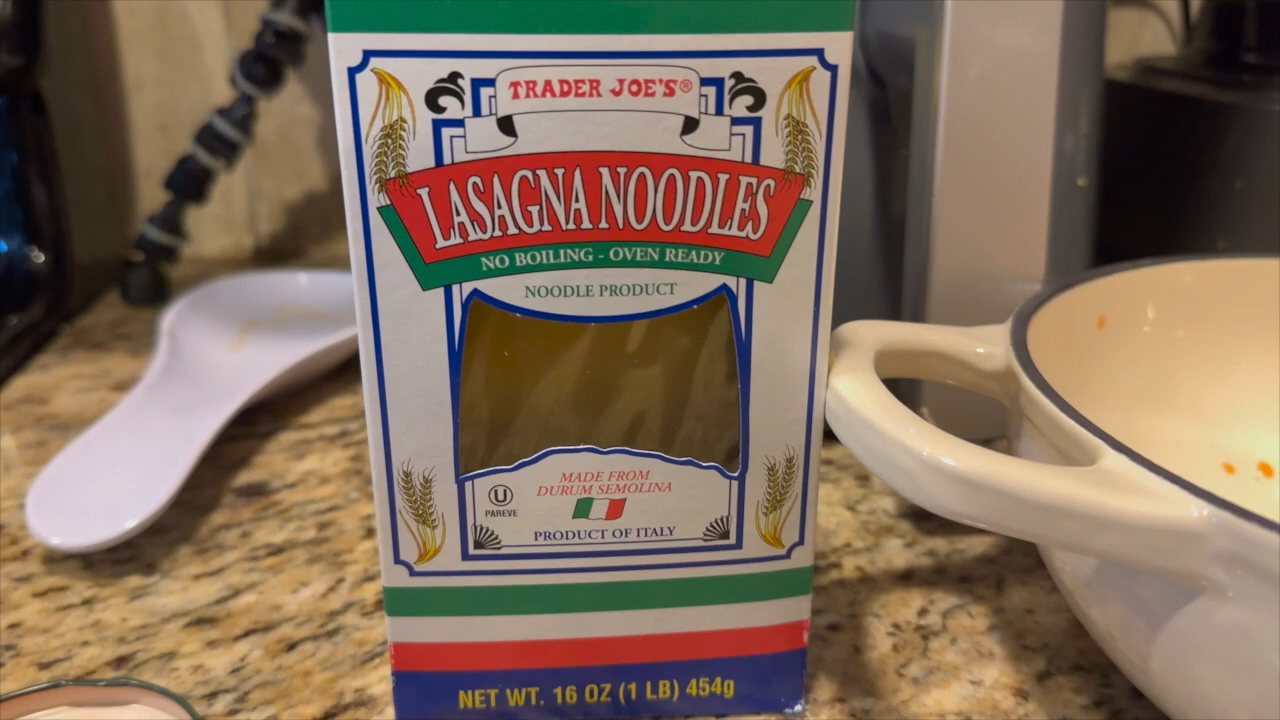 TRADER JOE'S®
LASAGNA NOODLES
NO BOILING - OVEN READY
NOODLE PRODUCT
MADE FROM
DURUM SEMOLINA
U
PAREVE
PRODUCT OF ITALY
NET WT. 16 OZ (1 LB) 454g